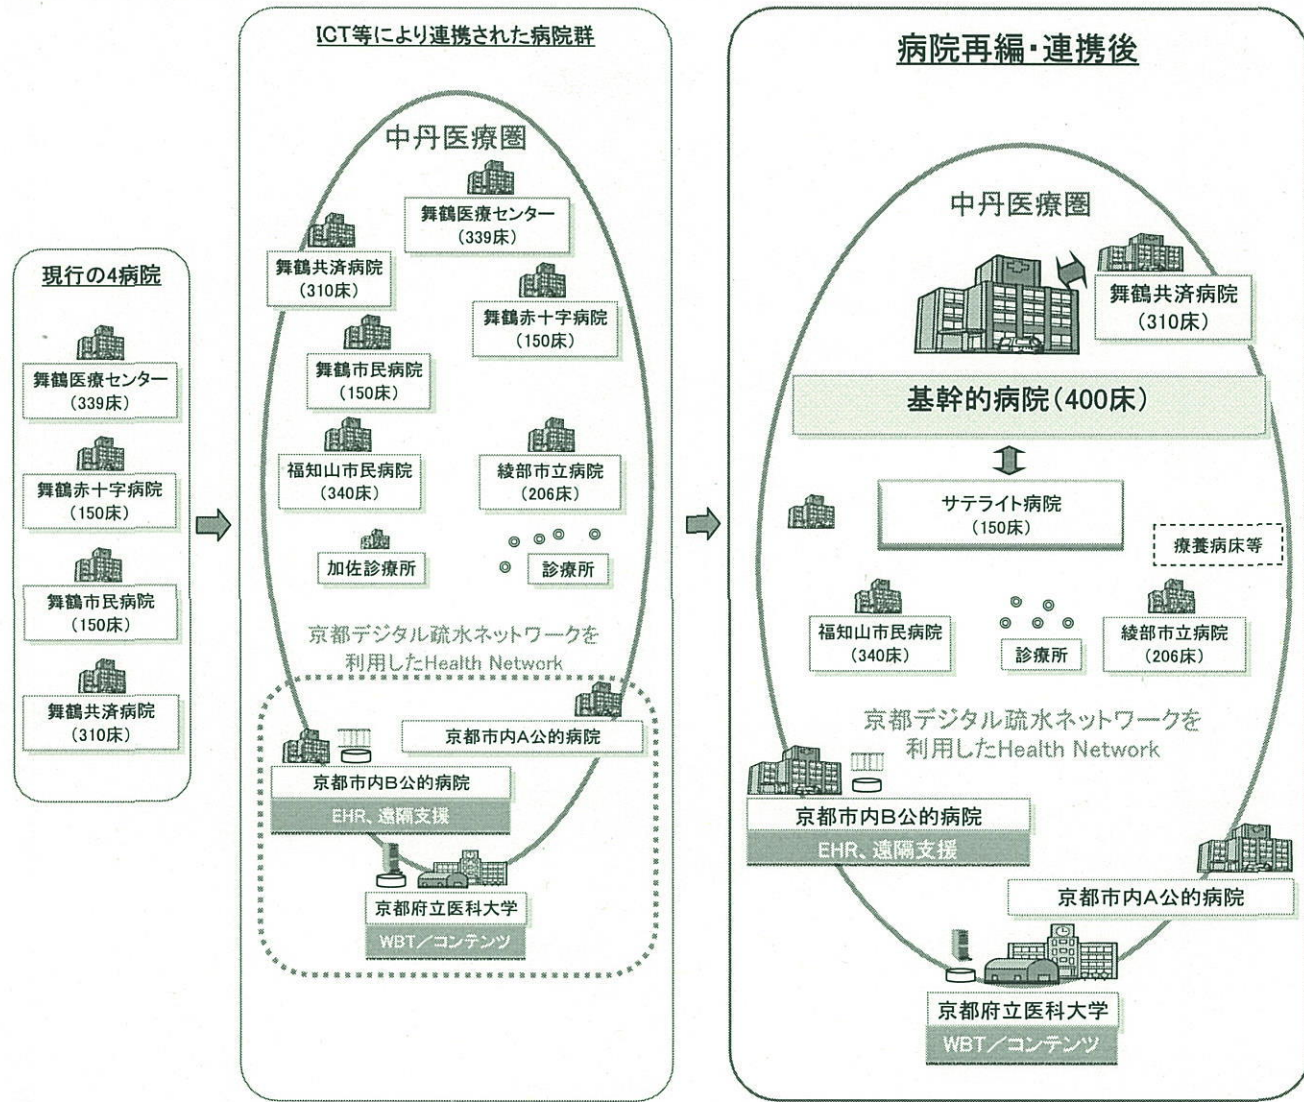 現行の4病院
舞鶴医療センター
(339床)
舞鶴赤十字病院
(150床)
舞鶴市民病院
(150床)
舞鶴共済病院
(310床)
ICT等により連携された病院群
中丹医療圏
舞鶴医療センター
(339床)
舞鶴共済病院
(310床)
舞鶴赤十字病院
(150床)
舞鶴市民病院
(150床)
福知山市民病院
(340床)
綾部市立病院
(206床)
加佐診療所
診療所
京都デジタル疏水ネットワークを
利用したHealth Network
京都市内A公的病院
京都市内B公的病院
EHR、遠隔支援
京都府立医科大学
WBT/コンテンツ
病院再編・連携後
中丹医療圏
舞鶴共済病院
(310床)
基幹的病院(400床)
サテライト病院
(150床)
療養病床等
福知山市民病院
(340床)
診療所
綾部市立病院
(206床)
京都デジタル疏水ネットワークを
利用したHealth Network
京都市内B公的病院
EHR、遠隔支援
京都市内A公的病院
京都府立医科大学
WBT/コンテンツ